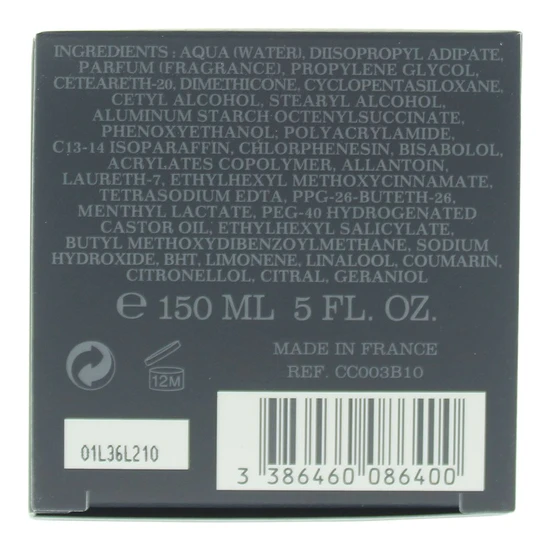 INGREDIENTS : AQUA (WATER), DIISOPROPYL ADIPATE,
PARFUM (FRAGRANCE), PROPYLENE GLYCOL,
CETEARETH-20, DIMETHICONE, CYCLOPENTASILOXANE,
CETYL ALCOHOL, STEARYL ALCOHOL,
ALUMINUM STARCH OCTENYLSUCCINATE,
PHENOXYETHANOL, POLYACRYLAMIDE,
C13-14 ISOPARAFFIN, CHLORPHENESIN, BISABOLOL,
ACRYLATES COPOLYMER, ALLANTOIN,
LAURETH-7, ETHYLHEXYL METHOXYCINNAMATE,
TETRASODIUM EDTA, PPG-26-BUTETH-26,
MENTHYL LACTATE, PEG-40 HYDROGENATED
CASTOR OIL, ETHYLHEXYL SALICYLATE,
BUTYL METHOXYDIBENZOYLMETHANE, SODIUM
HYDROXIDE, BHT, LIMONENE, LINALOOL, COUMARIN,
CITRONELLOL, CITRAL, GERANIOL
℮ 150 ML 5 FL. OZ.
MADE IN FRANCE
REF. CC003B10
12M
01L36L210
3 386460 086400